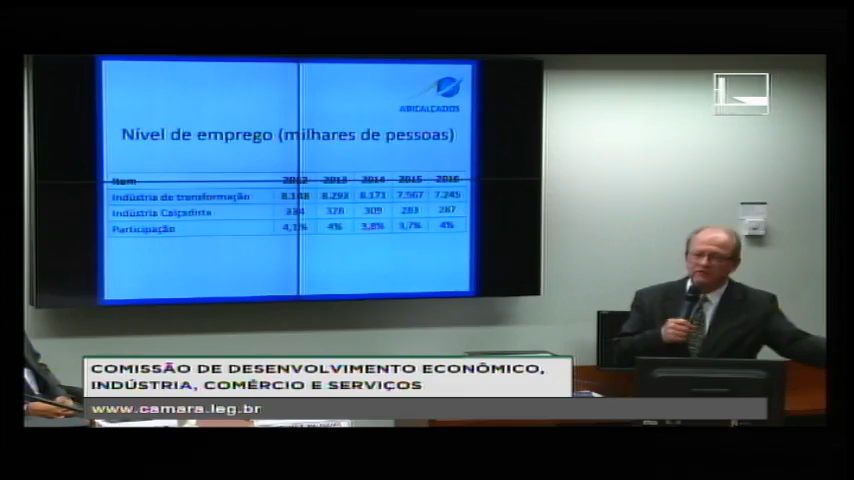 ABICALÇADOS
Nível de emprego (milhares de pessoas)
Item 2012 2013 2014 2015 2016
Indústria de transformação 8.148 8.293 8.171 7.567 7.245
Indústria Calçadista 334 328 309 283 287
Participação 4,1% 4% 3,8% 3,7% 4%
COMISSÃO DE DESENVOLVIMENTO ECONÔMICO,
INDÚSTRIA, COMÉRCIO E SERVIÇOS
www.camara.leg.br